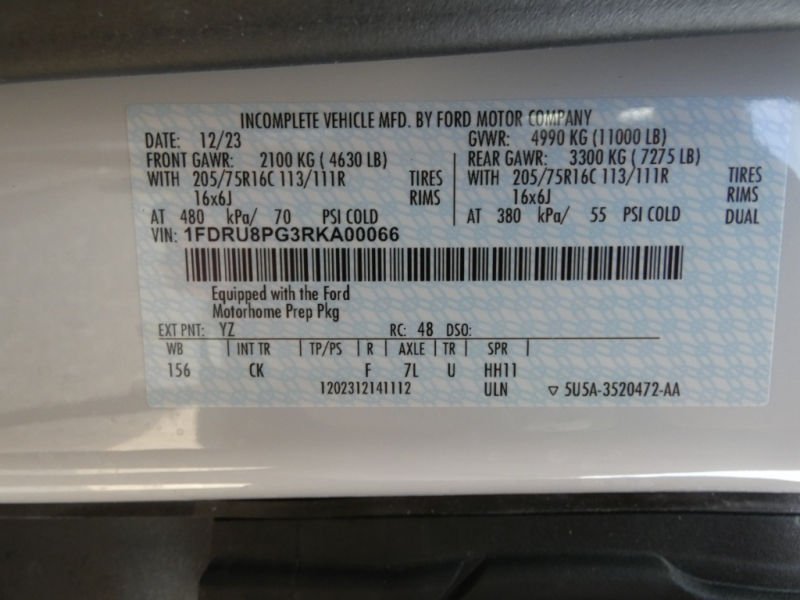 INCOMPLETE VEHICLE MFD. BY FORD MOTOR COMPANY
DATE: 12/23 GVWR: 4990 KG (11000 LB)
FRONT GAWR: 2100 KG ( 4630 LB) REAR GAWR: 3300 KG ( 7275 LB)
WITH 205/75R16C 113/111R TIRES WITH 205/75R16C 113/111R TIRES
16x6J RIMS 16x6J RIMS
AT 480 kPa/ 70 PSI COLD AT 380 kPa/ 55 PSI COLD DUAL
VIN: 1FDRU8PG3RKA00066
Equipped with the Ford
Motorhome Prep Pkg
EXT PNT: YZ RC: 48 DSO:
WB | INT TR | TP/PS | R | AXLE | TR | SPR |
156 CK F 7L U HH11
1202312141112 ULN ▽ 5U5A-3520472-AA